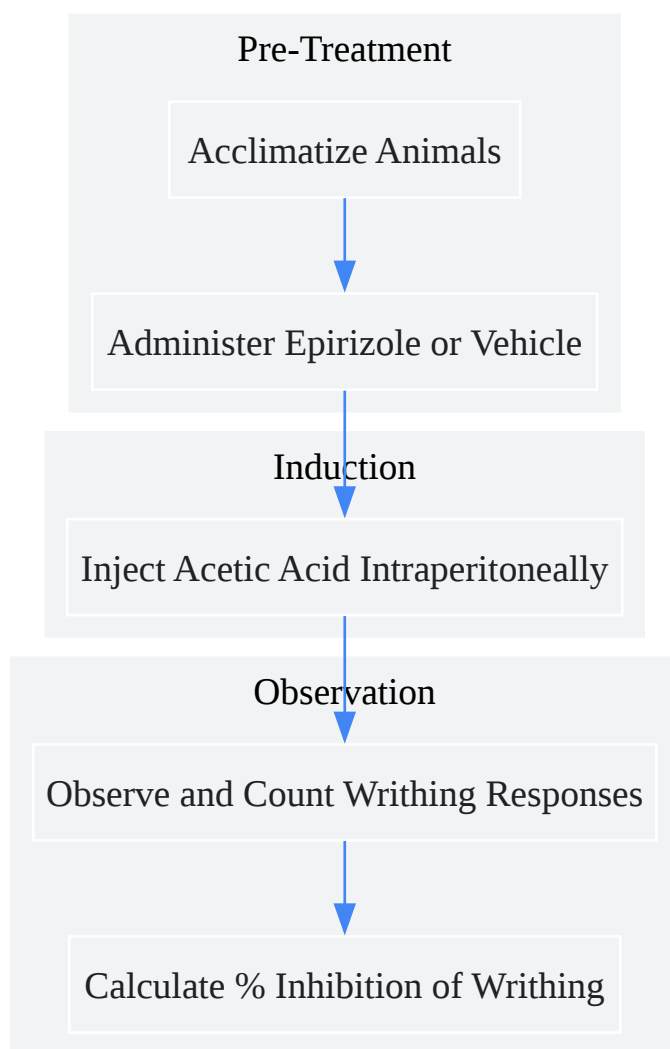 Pre-Treatment
Acclimatize Animals
Administer Epirizole or Vehicle
Induction
Inject Acetic Acid Intraperitoneally
Observation
Observe and Count Writhing Responses
Calculate % Inhibition of Writhing